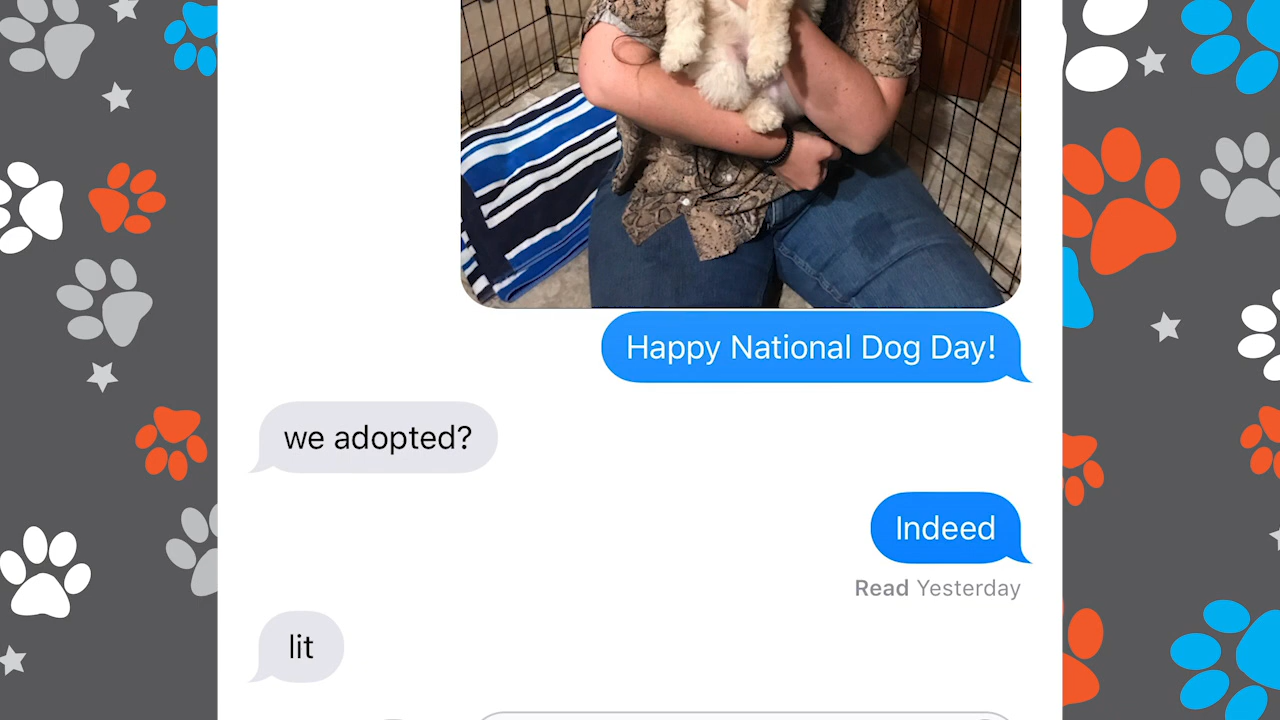 Happy National Dog Day!
we adopted?
Indeed
Read Yesterday
lit